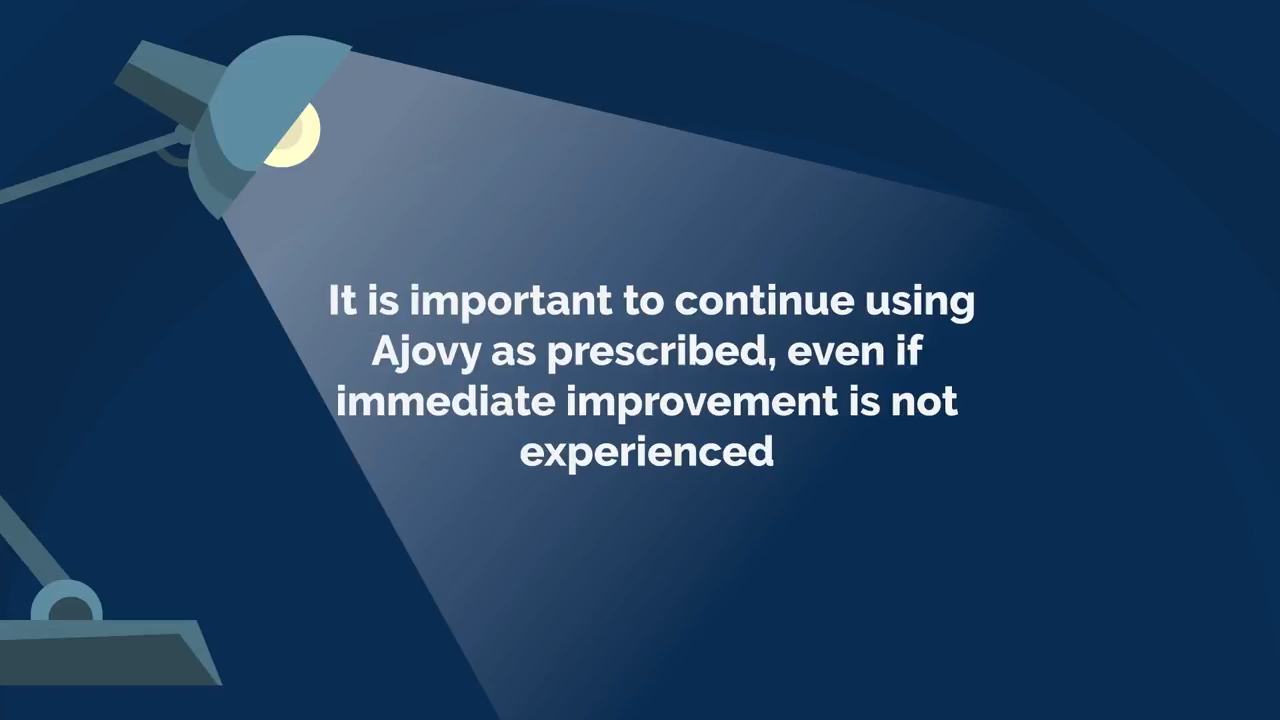 It is important to continue using
Ajovy as prescribed, even if
immediate improvement is not
experienced